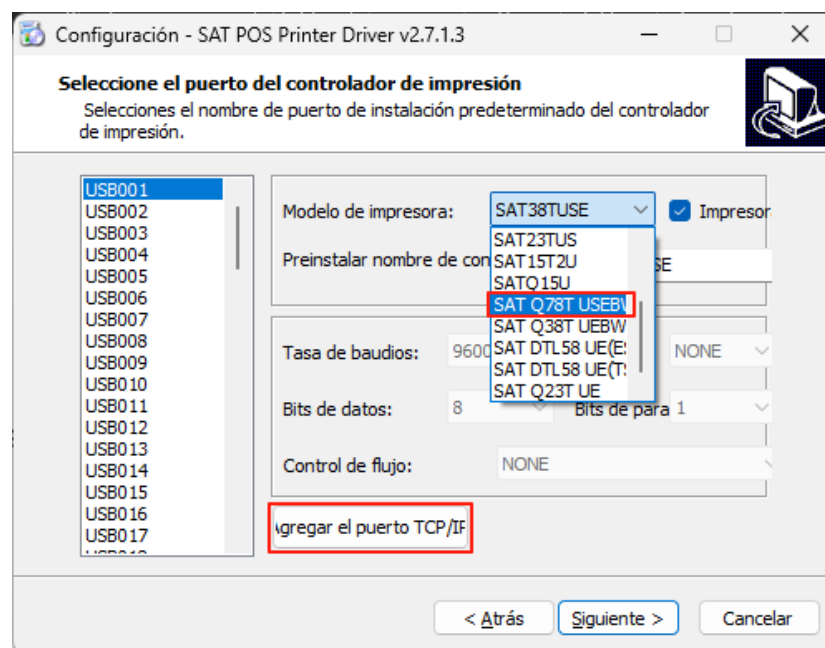 Configuración - SAT POS Printer Driver v2.7.1.3
Seleccione el puerto del controlador de impresión
Selecciones el nombre de puerto de instalación predeterminado del controlador
de impresión.
USB001
USB002
USB003
USB004
USB005
USB006
USB007
USB008
USB009
USB010
USB011
USB012
USB013
USB014
USB015
USB016
USB017
Modelo de impresora:
SAT38TUSE
Impresor
Preinstalar nombre de con
SE
SAT23TUS
SAT15T2U
SATQ15U
SAT Q78T USEBW
SAT Q38T UEBW
SAT DTL58 UE(E
SAT DTL58 UE(T
SAT Q23T UE
Tasa de baudios:
9600
NONE
Bits de datos:
8
Bits de para
1
Control de flujo:
NONE
Agregar el puerto TCP/IP
< Atrás
Siguiente >
Cancelar